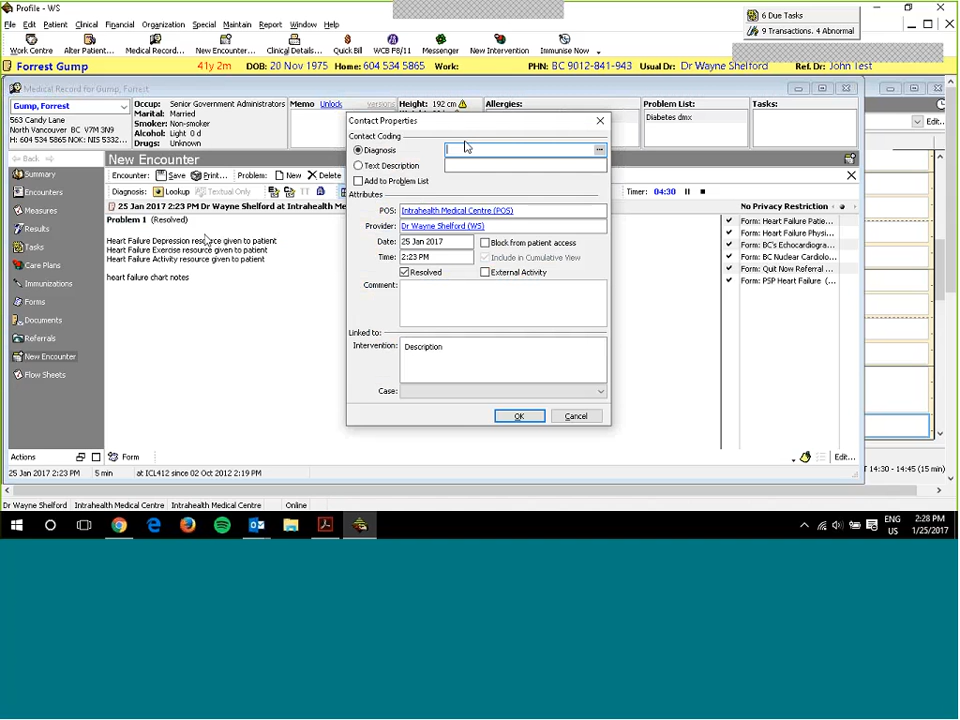 Profile - WS
File Edit Patient Clinical Financial Organization Special Maintain Report Window Help
6 Due Tasks
9 Transactions. 4 Abnormal
Work Centre Alter Patient... Medical Record... New Encounter... Clinical Details... Quick Bill WCB F8/11 Messenger New Intervention Immunise Now
Forrest Gump 41y 2m DOB: 20 Nov 1975 Home: 604 534 5865 Work: PHN: BC 9012-841-943 Usual Dr: Dr Wayne Shelford Ref. Dr: John Test
Medical Record for Gump, Forrest
Gump, Forrest
563 Candy Lane
North Vancouver BC V7M 3N9
H: 604 534 5865 NOK: NIS 5332...
Occup: Senior Government Administrators
Marital: Married
Smoker: Non-smoker
Alcohol: Light 0 d
Drugs: Unknown
Memo Unlock versions
Height: 192 cm
Allergies:
Problem List:
Diabetes dmx
Tasks:
Edit...
Back
New Encounter
Summary
Encounters
Measures
Results
Tasks
Care Plans
Immunizations
Forms
Documents
Referrals
New Encounter
Flow Sheets
Encounter: Save Print... Problem: New Delete
Diagnosis: Lookup Textual Only TT
Timer: 04:30
25 Jan 2017 2:23 PM Dr Wayne Shelford at Intrahealth Me
No Privacy Restriction
Problem 1 (Resolved)
Heart Failure Depression resource given to patient
Heart Failure Exercise resource given to patient
Heart Failure Activity resource given to patient
heart failure chart notes
Form: Heart Failure Patie...
Form: Heart Failure Physi...
Form: BC's Echocardiogra...
Form: BC Nuclear Cardiolo...
Form: Quit Now Referral ...
Form: PSP Heart Failure (...
Contact Properties
Contact Coding
Diagnosis
Text Description
Add to Problem List
Attributes
POS: Intrahealth Medical Centre (POS)
Provider: Dr Wayne Shelford (WS)
Date: 25 Jan 2017 Block from patient access
Time: 2:23 PM Include in Cumulative View
Resolved External Activity
Comment:
Linked to:
Intervention: Description
Case:
OK Cancel
Actions Form Edit...
25 Jan 2017 2:23 PM 5 min at ICL412 since 02 Oct 2012 2:19 PM
T 14:30 - 14:45 (15 min)
Dr Wayne Shelford Intrahealth Medical Centre Intrahealth Medical Centre Online
ENG
US
2:28 PM
1/25/2017